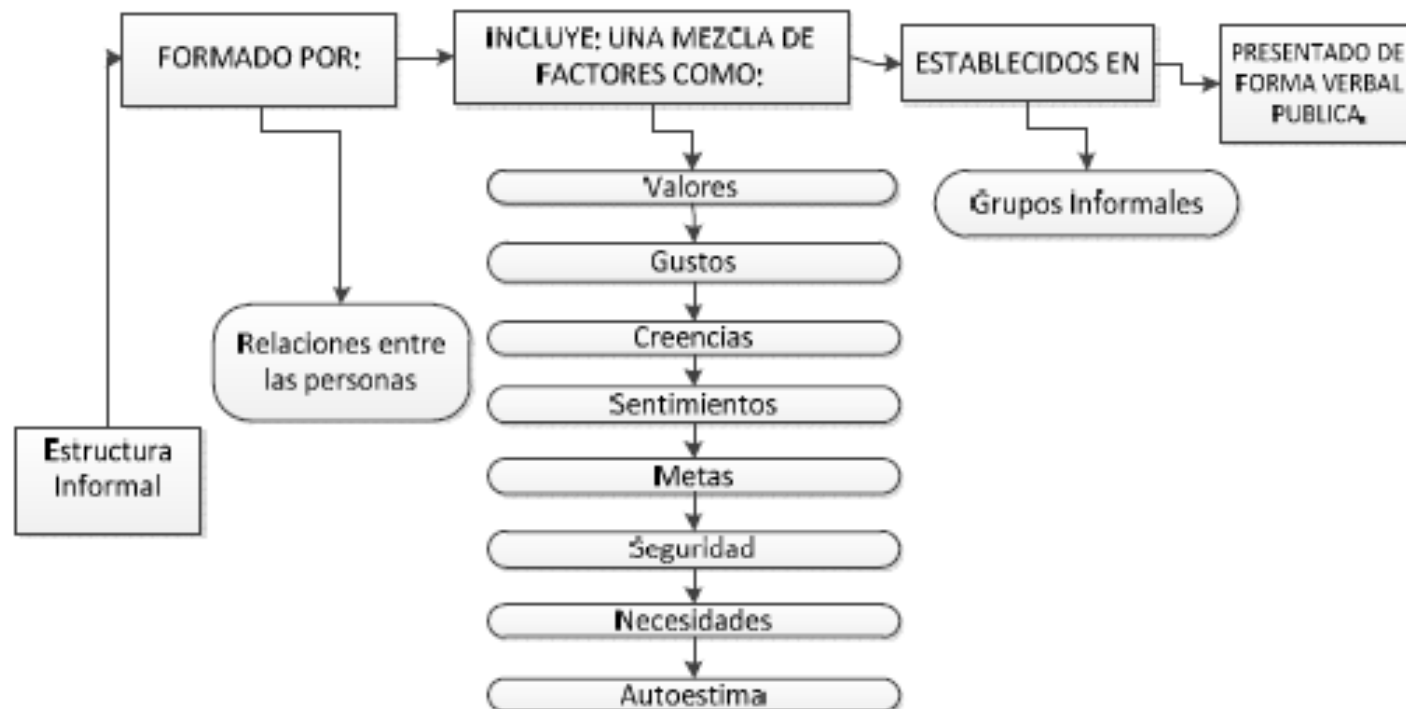 FORMADO POR:
INCLUYE: UNA MEZCLA DE
FACTORES COMO:
ESTABLECIDOS EN
PRESENTADO DE
FORMA VERBAL
PUBLICA.
Valores
Gustos
Creencias
Sentimientos
Metas
Seguridad
Necesidades
Autoestima
Grupos Informales
Relaciones entre
las personas
Estructura
Informal